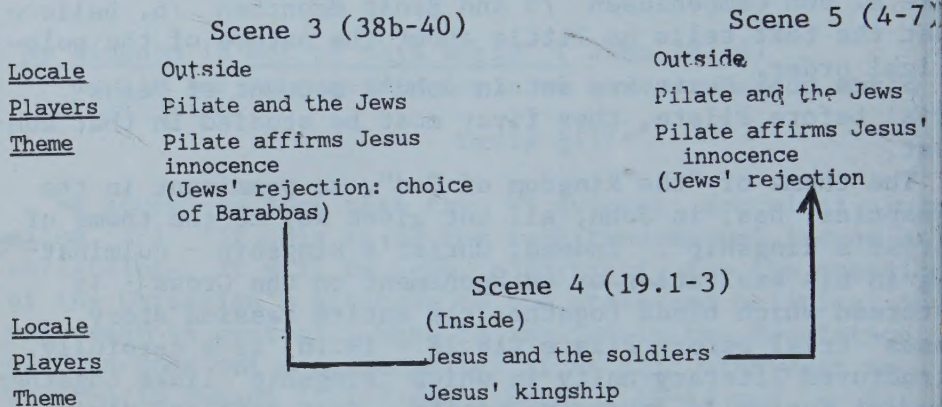 Scene 3 (38b-40)
Scene 5 (4-7)
Locale Outside Outside
Players Pilate and the Jews Pilate and the Jews
Theme Pilate affirms Jesus Pilate affirms Jesus'
innocence innocence
(Jews' rejection: choice (Jews' rejection
of Barabbas)
Scene 4 (19.1-3)
Locale (Inside)
Players Jesus and the soldiers
Theme Jesus' kingship